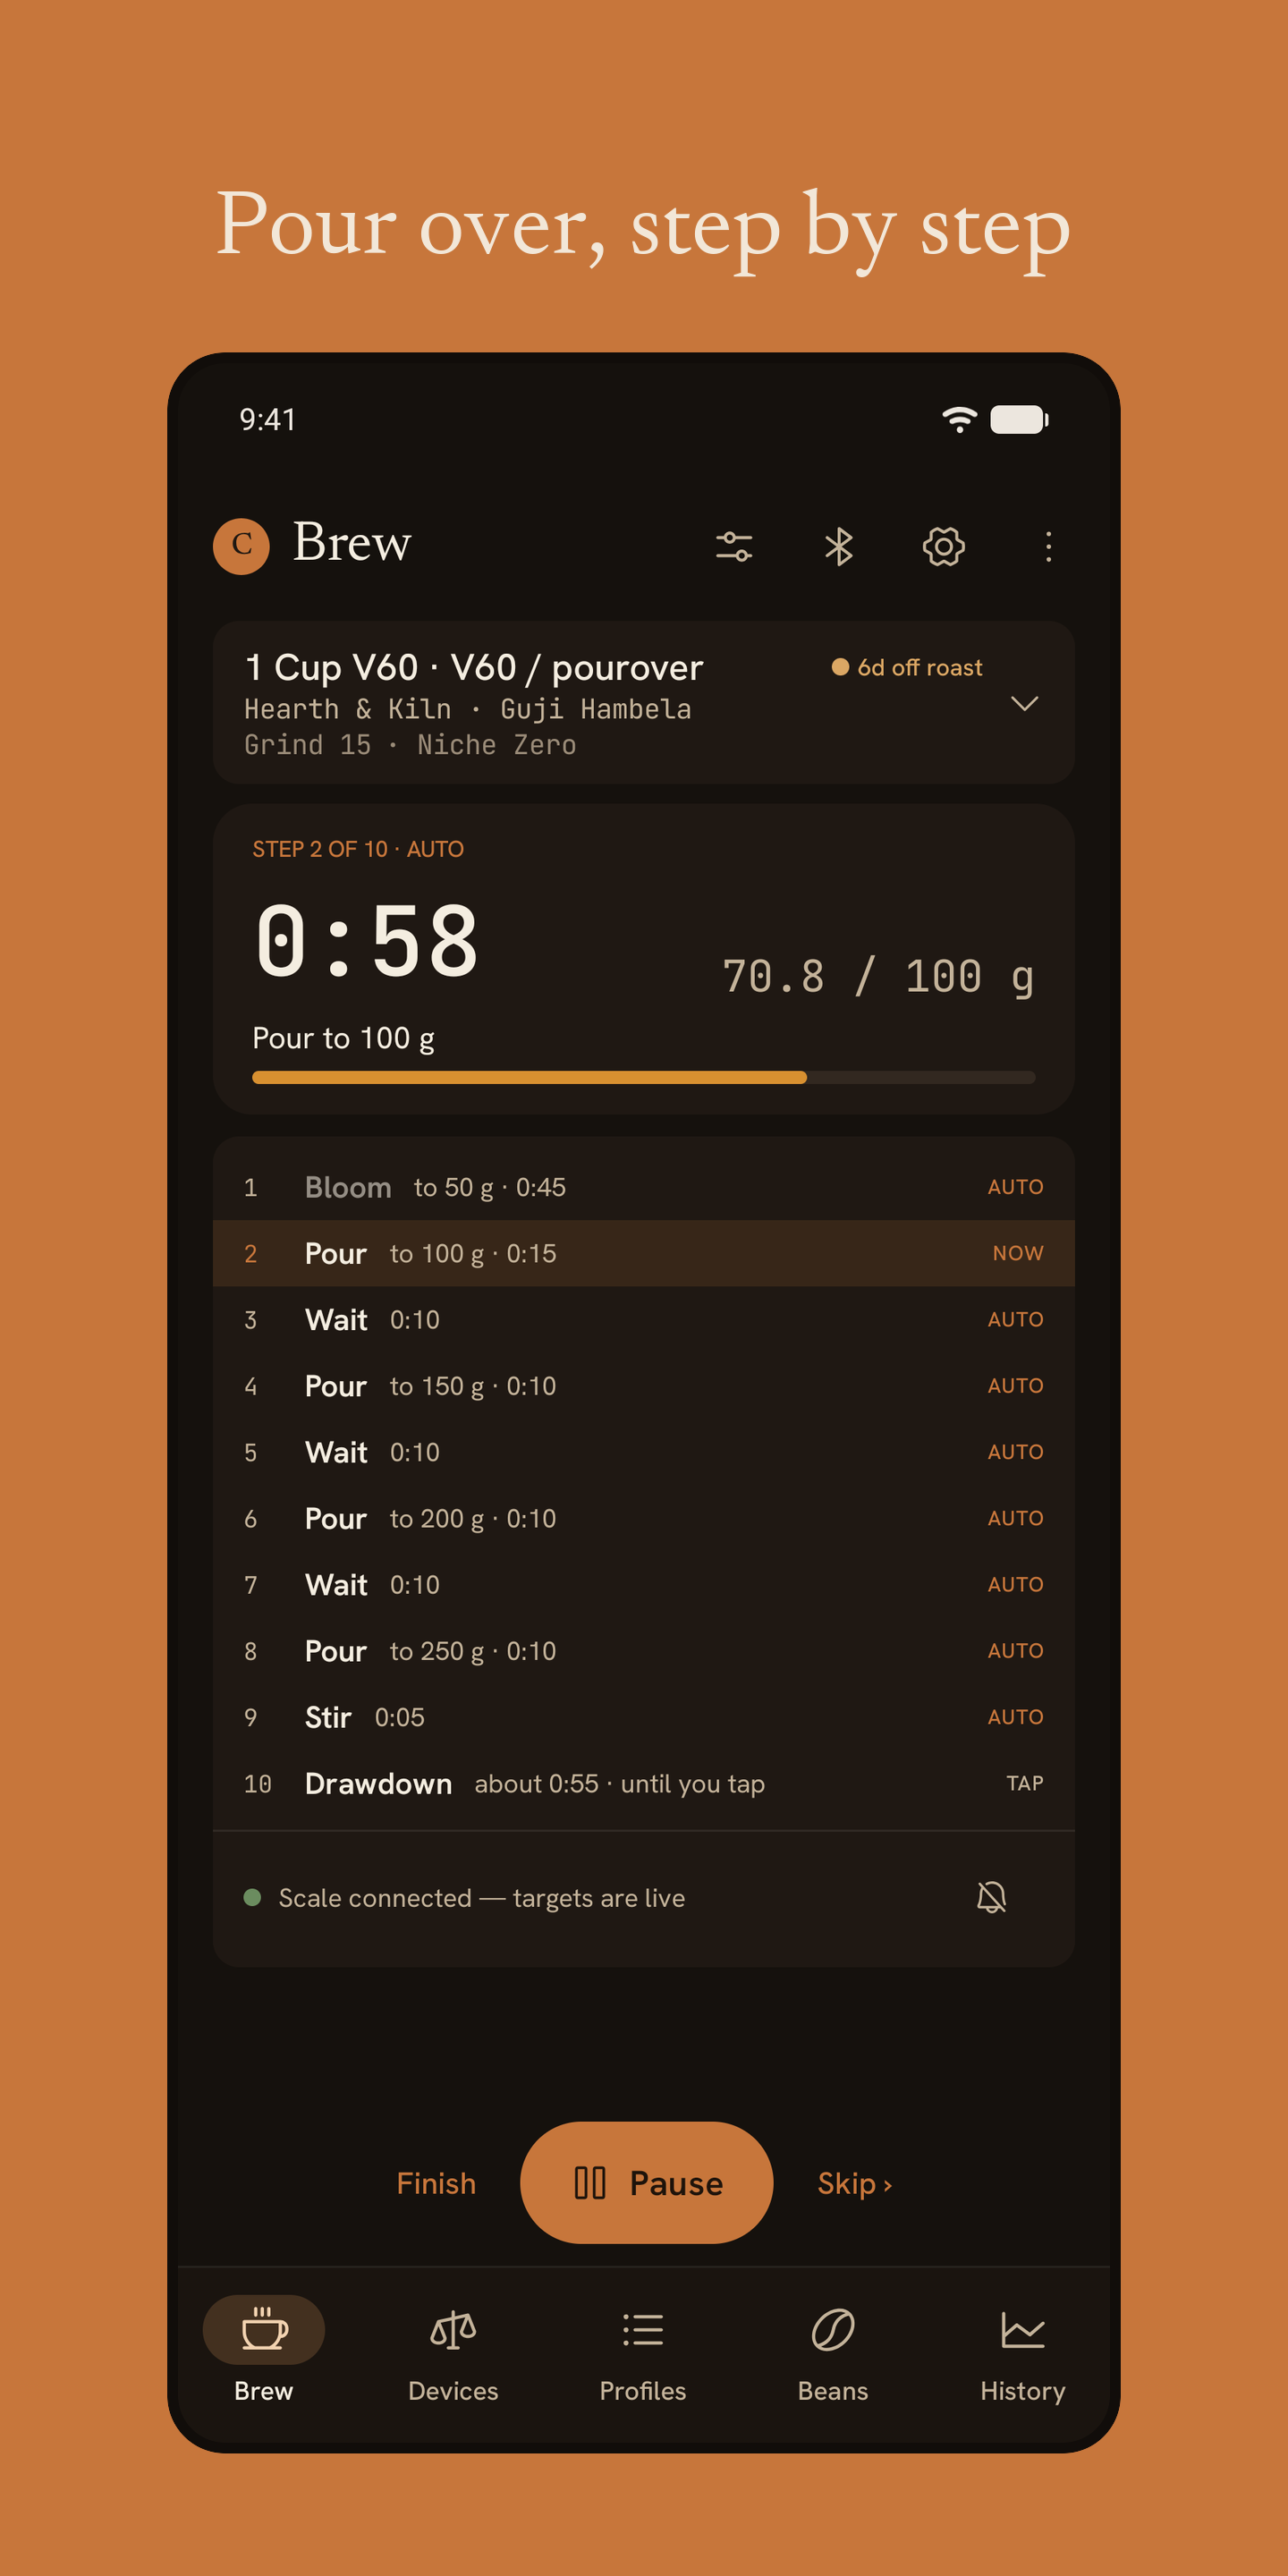 Pour over, step by step
9:41
C Brew
1 Cup V60 · V60 / pourover
6d off roast
Hearth & Kiln · Guji Hambela
Grind 15 · Niche Zero
STEP 2 OF 10 · AUTO
0:58
70.8 / 100 g
Pour to 100 g
1 Bloom to 50 g · 0:45 AUTO
2 Pour to 100 g · 0:15 NOW
3 Wait 0:10 AUTO
4 Pour to 150 g · 0:10 AUTO
5 Wait 0:10 AUTO
6 Pour to 200 g · 0:10 AUTO
7 Wait 0:10 AUTO
8 Pour to 250 g · 0:10 AUTO
9 Stir 0:05 AUTO
10 Drawdown about 0:55 · until you tap TAP
Scale connected — targets are live
Finish Pause Skip ›
Brew Devices Profiles Beans History